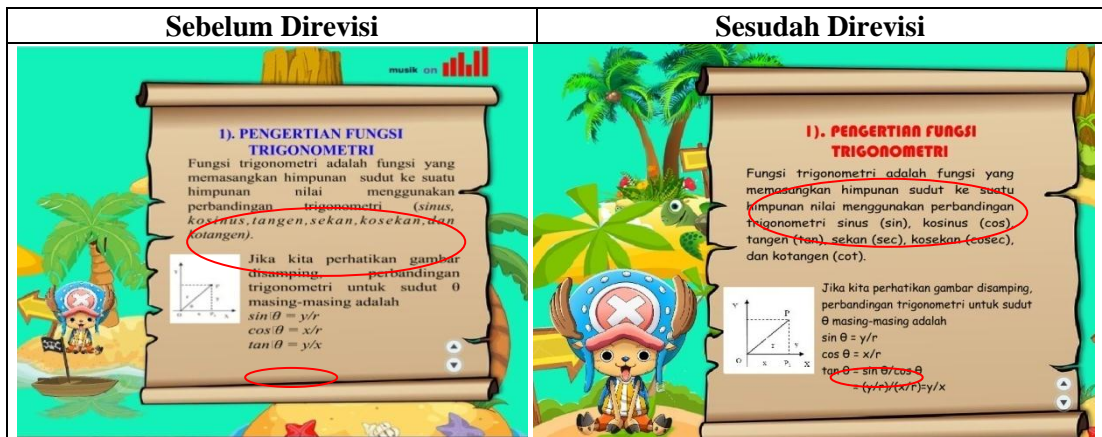 Sebelum Direvisi
Sesudah Direvisi
musik on
1). PENGERTIAN FUNGSI
TRIGONOMETRI
Fungsi trigonometri adalah fungsi yang
memasangkan himpunan sudut ke suatu
himpunan nilai menggunakan
perbandingan trigonometri (sinus,
kosinus,tangen,sekan,kosekan,dan
kotangen).
Jika kita perhatikan gambar
disamping, perbandingan
trigonometri untuk sudut θ
masing-masing adalah
sin θ = y/r
cos θ = x/r
tan θ = y/x
1). PENGERTIAN FUNGSI
TRIGONOMETRI
Fungsi trigonometri adalah fungsi yang
memasangkan himpunan sudut ke suatu
himpunan nilai menggunakan perbandingan
trigonometri sinus (sin), kosinus (cos),
tangen (tan), sekan (sec), kosekan (cosec),
dan kotangen (cot).
Jika kita perhatikan gambar disamping,
perbandingan trigonometri untuk sudut
θ masing-masing adalah
sin θ = y/r
cos θ = x/r
tan θ = sin θ/cos θ
= (y/r)/(x/r)=y/x
Y
P
r
y
O
x
P₁
X